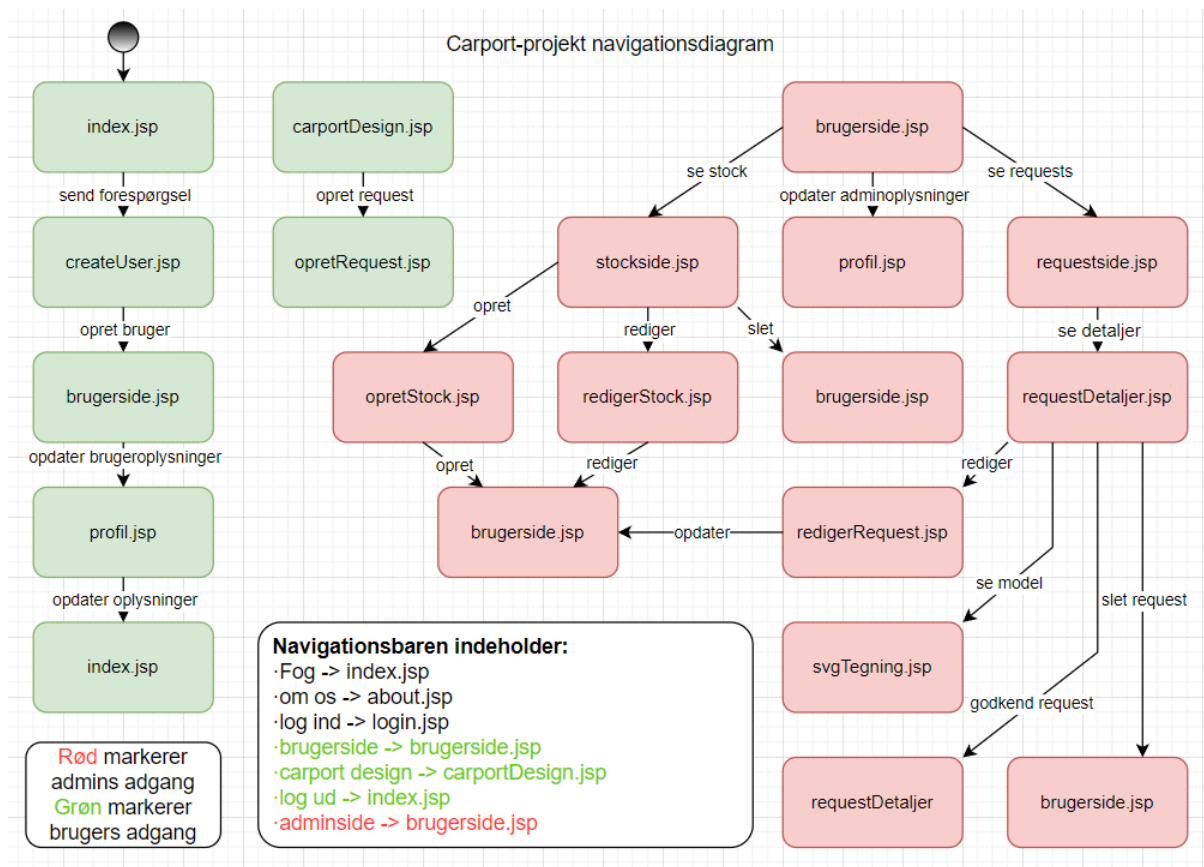 Carport-projekt navigationsdiagram
index.jsp
carportDesign.jsp
brugerside.jsp
send forespørgsel
opret request
se stock
opdater adminoplysninger
se requests
createUser.jsp
opretRequest.jsp
stockside.jsp
profil.jsp
requestside.jsp
opret bruger
opret
rediger
slet
se detaljer
brugerside.jsp
opretStock.jsp
redigerStock.jsp
brugerside.jsp
requestDetaljer.jsp
opdater brugeroplysninger
opret
rediger
rediger
profil.jsp
brugerside.jsp
opdater
redigerRequest.jsp
opdater oplysninger
se model
slet request
index.jsp
svgTegning.jsp
godkend request
Navigationsbaren indeholder:
·Fog -> index.jsp
·om os -> about.jsp
·log ind -> login.jsp
·brugerside -> brugerside.jsp
·carport design -> carportDesign.jsp
·log ud -> index.jsp
·adminside -> brugerside.jsp
Rød markerer
admins adgang
Grøn markerer
brugers adgang
requestDetaljer
brugerside.jsp